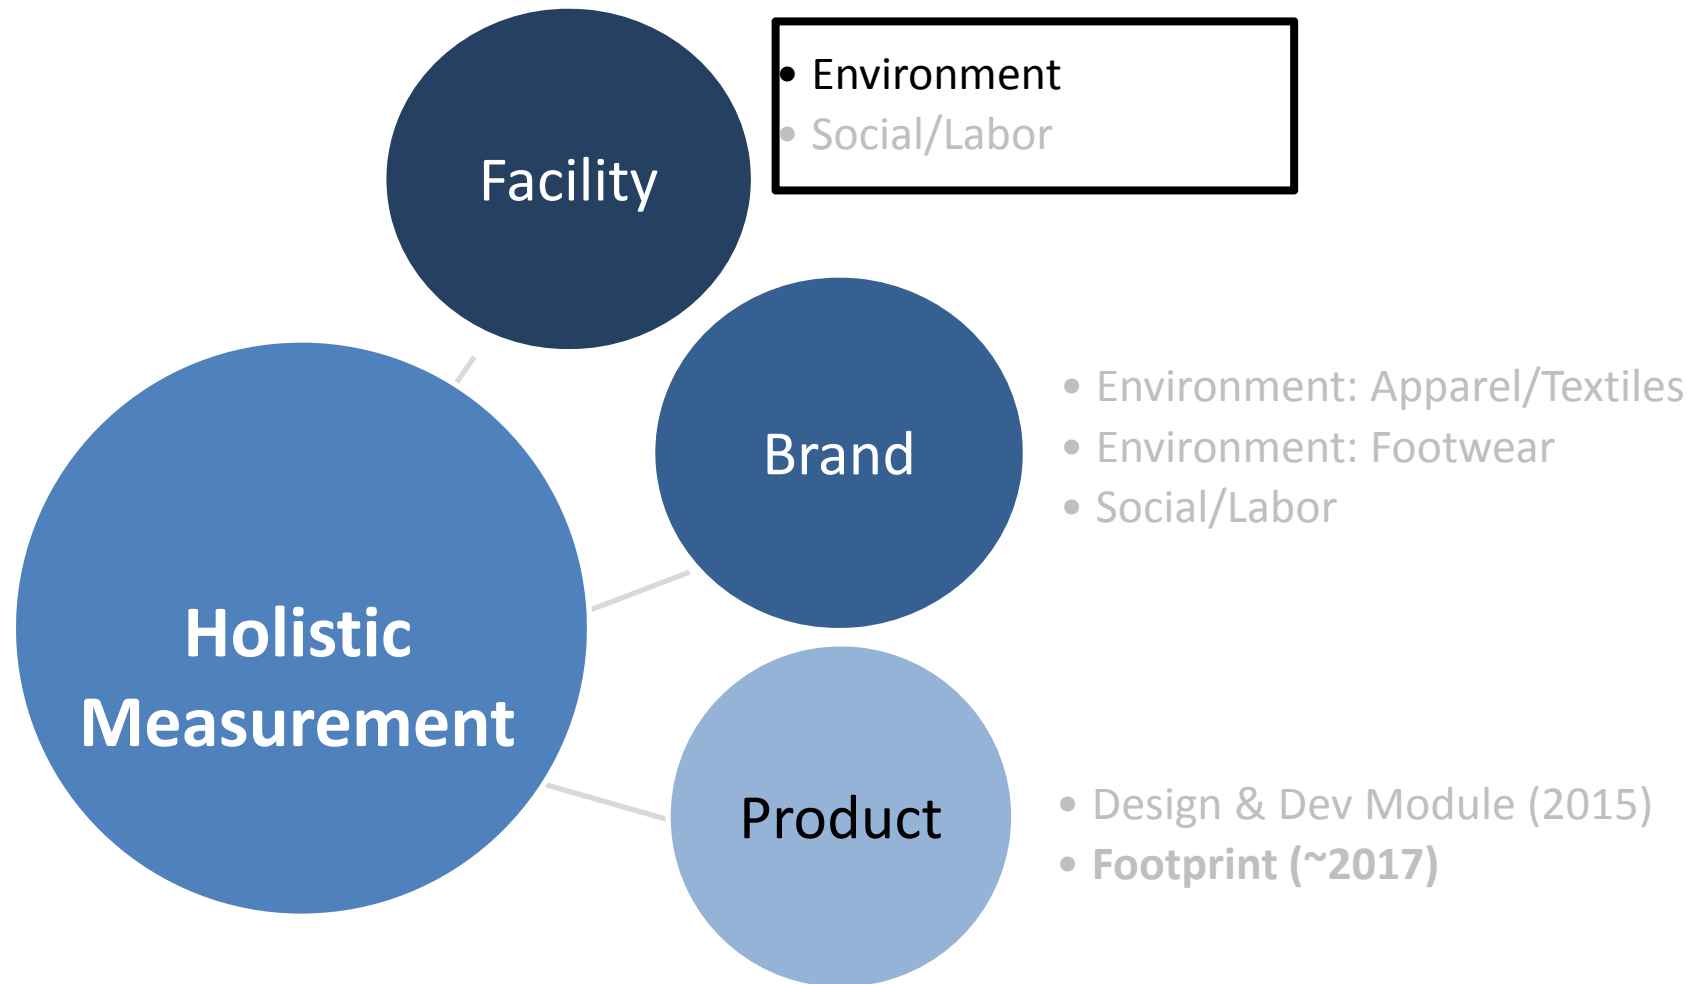 Facility
• Environment
• Social/Labor
Brand
• Environment: Apparel/Textiles
• Environment: Footwear
• Social/Labor
Holistic
Measurement
Product
• Design & Dev Module (2015)
• Footprint (~2017)